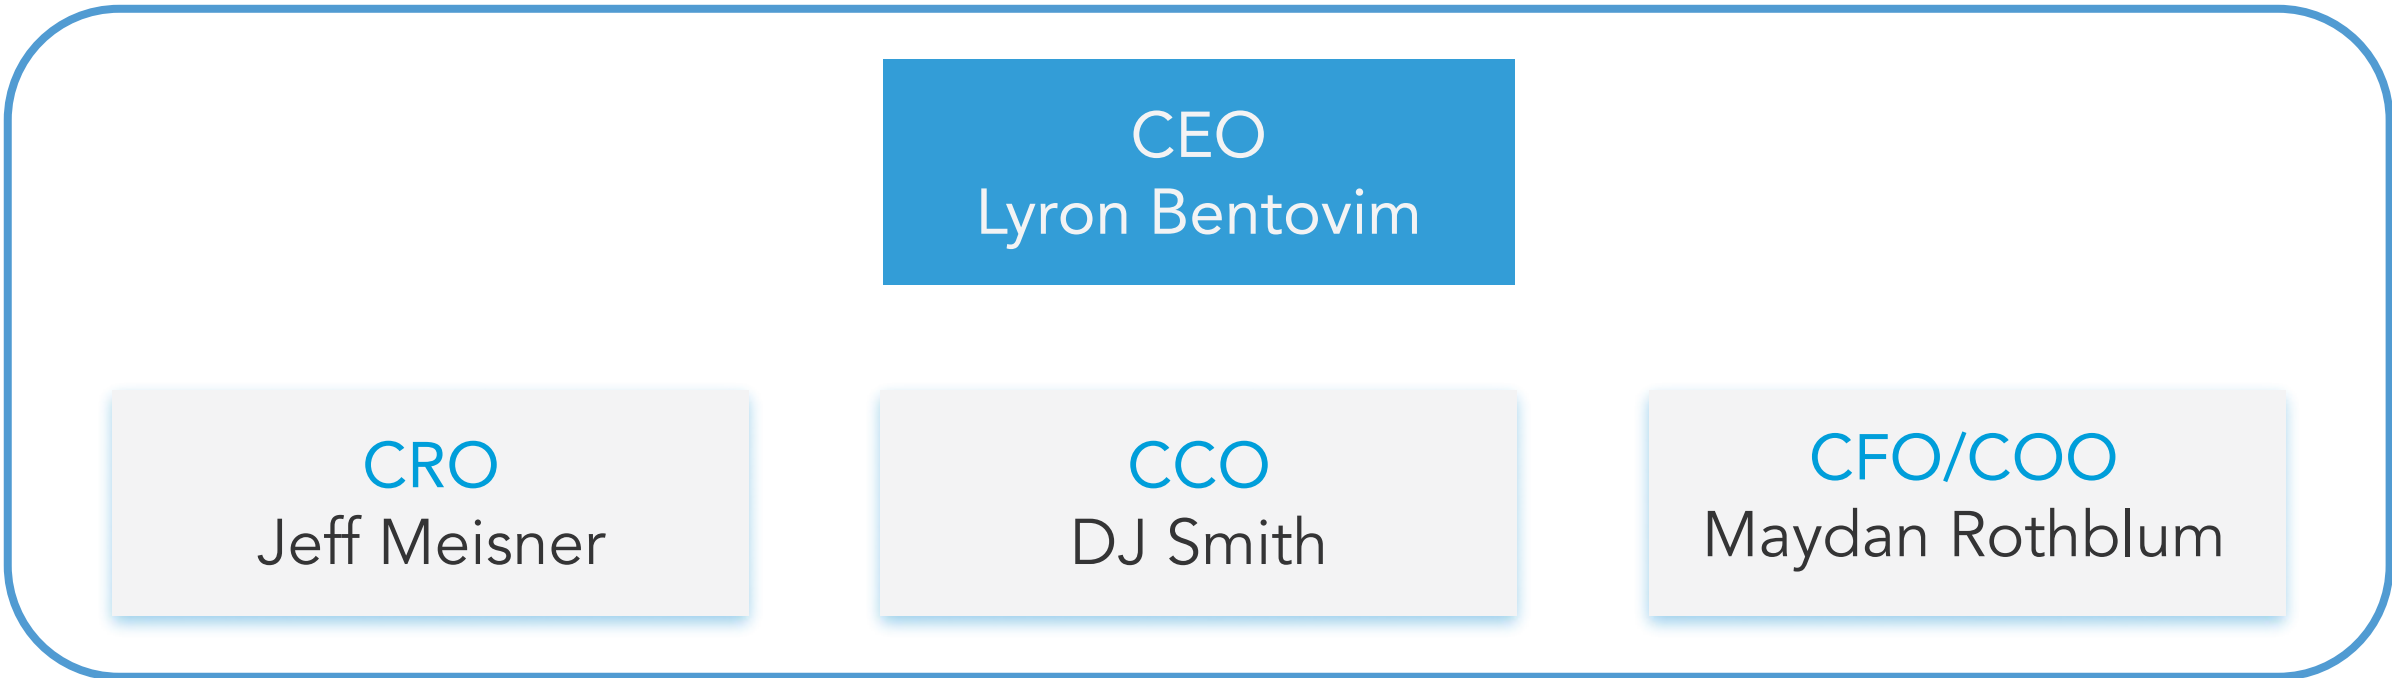 CEO
Lyron Bentovim
CRO
Jeff Meisner
CCO
DJ Smith
CFO/COO
Maydan Rothblum